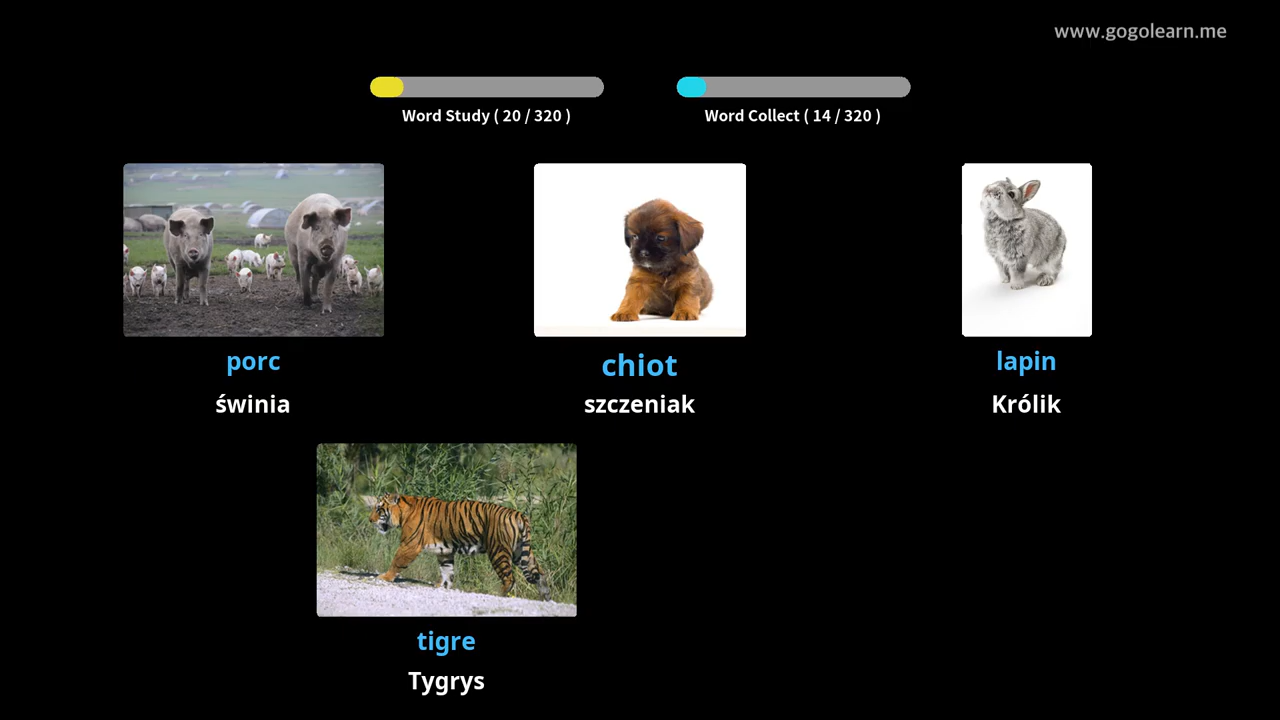 www.gogolearn.me
Word Study ( 20 / 320 )
Word Collect ( 14 / 320 )
porc
chiot
lapin
świnia
szczeniak
Królik
tigre
Tygrys